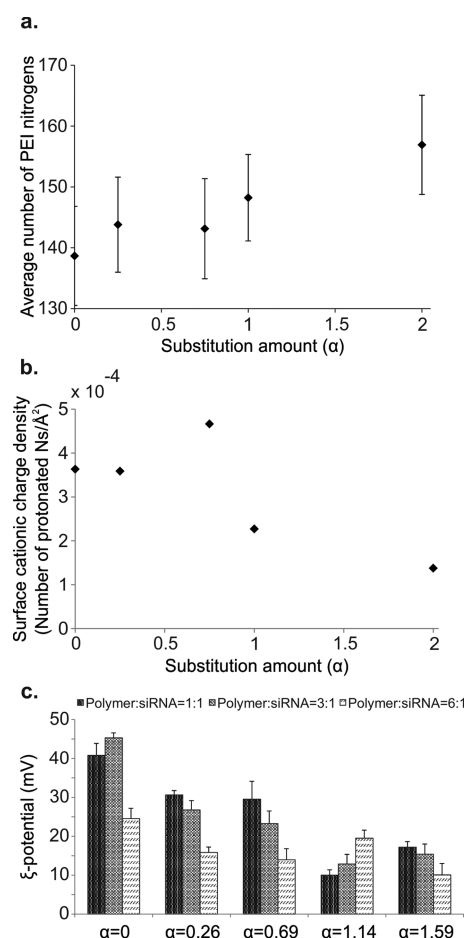 a.
Average number of PEI nitrogens
170
160
150
140
130
0 0.5 1 1.5 2
Substitution amount (α)
b.
x 10⁻⁴
Surface cationic charge density
(Number of protonated Ns/Å²)
5
4
3
2
1
0
0 0.5 1 1.5 2
Substitution amount (α)
c.
Polymer:siRNA=1:1 Polymer:siRNA=3:1 Polymer:siRNA=6:1
ξ-potential (mV)
50
40
30
20
10
0
α=0 α=0.26 α=0.69 α=1.14 α=1.59